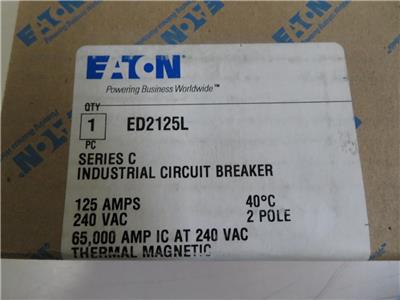 EATON
Powering Business Worldwide™
QTY
1 ED2125L
PC
SERIES C
INDUSTRIAL CIRCUIT BREAKER
125 AMPS 40°C
240 VAC 2 POLE
65,000 AMP IC AT 240 VAC
THERMAL MAGNETIC